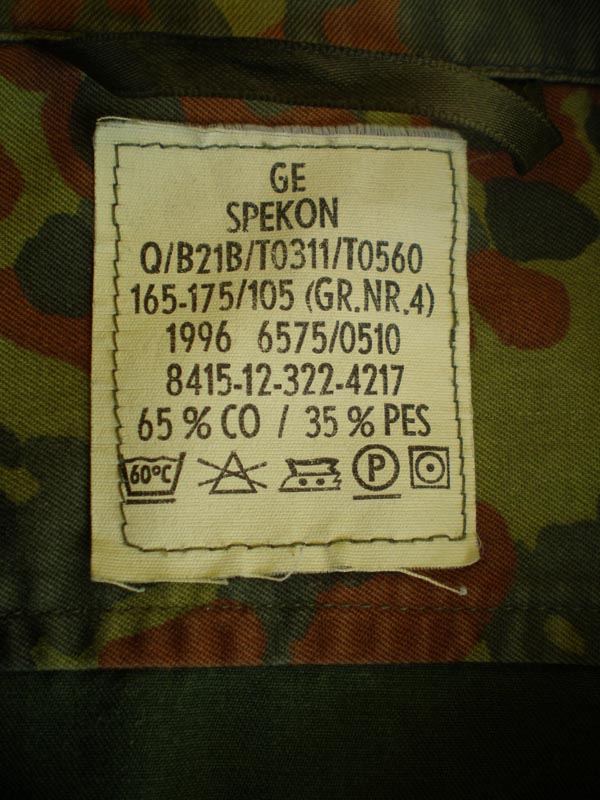 GE
SPEKON
Q/B21B/T0311/T0560
165-175/105 (GR.NR.4)
1996 6575/0510
8415-12-322-4217
65 % CO / 35 % PES
60°C P